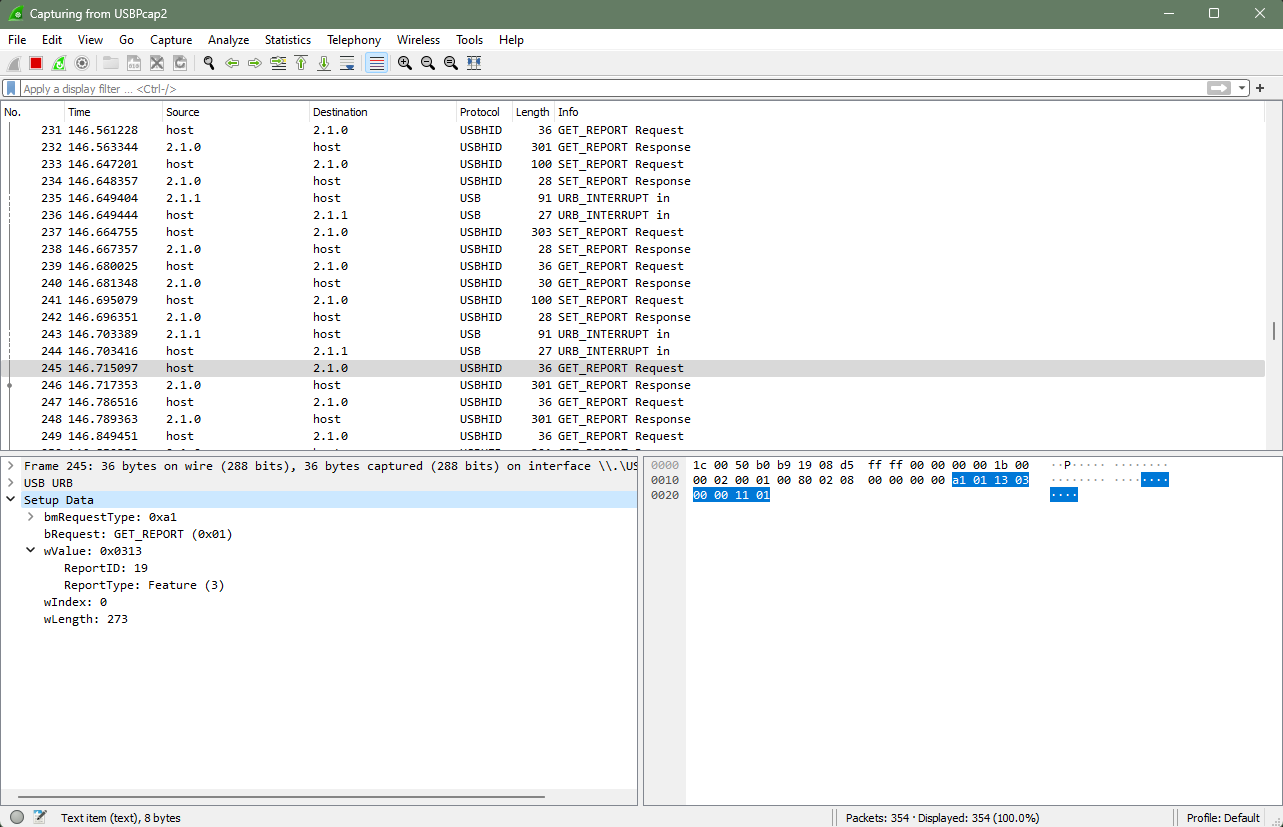 Capturing from USBPcap2
File Edit View Go Capture Analyze Statistics Telephony Wireless Tools Help
Apply a display filter ... <Ctrl-/>
No. Time Source Destination Protocol Length Info
231 146.561228 host 2.1.0 USBHID 36 GET_REPORT Request
232 146.563344 2.1.0 host USBHID 301 GET_REPORT Response
233 146.647201 host 2.1.0 USBHID 100 SET_REPORT Request
234 146.648357 2.1.0 host USBHID 28 SET_REPORT Response
235 146.649404 2.1.1 host USB 91 URB_INTERRUPT in
236 146.649444 host 2.1.1 USB 27 URB_INTERRUPT in
237 146.664755 host 2.1.0 USBHID 303 SET_REPORT Request
238 146.667357 2.1.0 host USBHID 28 SET_REPORT Response
239 146.680025 host 2.1.0 USBHID 36 GET_REPORT Request
240 146.681348 2.1.0 host USBHID 30 GET_REPORT Response
241 146.695079 host 2.1.0 USBHID 100 SET_REPORT Request
242 146.696351 2.1.0 host USBHID 28 SET_REPORT Response
243 146.703389 2.1.1 host USB 91 URB_INTERRUPT in
244 146.703416 host 2.1.1 USB 27 URB_INTERRUPT in
245 146.715097 host 2.1.0 USBHID 36 GET_REPORT Request
246 146.717353 2.1.0 host USBHID 301 GET_REPORT Response
247 146.786516 host 2.1.0 USBHID 36 GET_REPORT Request
248 146.789363 2.1.0 host USBHID 301 GET_REPORT Response
249 146.849451 host 2.1.0 USBHID 36 GET_REPORT Request
Frame 245: 36 bytes on wire (288 bits), 36 bytes captured (288 bits) on interface \\.\US
USB URB
Setup Data
bmRequestType: 0xa1
bRequest: GET_REPORT (0x01)
wValue: 0x0313
ReportID: 19
ReportType: Feature (3)
wIndex: 0
wLength: 273
0000 1c 00 50 b0 b9 19 08 d5 ff ff 00 00 00 00 1b 00 ··P····· ········
0010 00 02 00 01 00 80 02 08 00 00 00 00 a1 01 13 03 ········ ········
0020 00 00 11 01 ····
Text item (text), 8 bytes
Packets: 354 · Displayed: 354 (100.0%)
Profile: Default